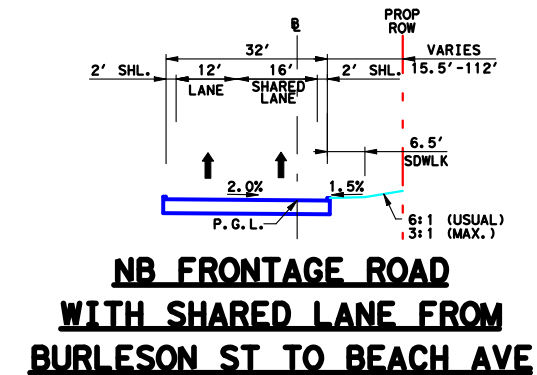 PROP
ROW
32'
VARIES
15.5'-112'
2' SHL.
12'
LANE
16'
SHARED
LANE
2' SHL.
6.5'
SDWLK
2.0%
1.5%
P.G.L.
6:1 (USUAL)
3:1 (MAX.)
NB FRONTAGE ROAD
WITH SHARED LANE FROM
BURLESON ST TO BEACH AVE